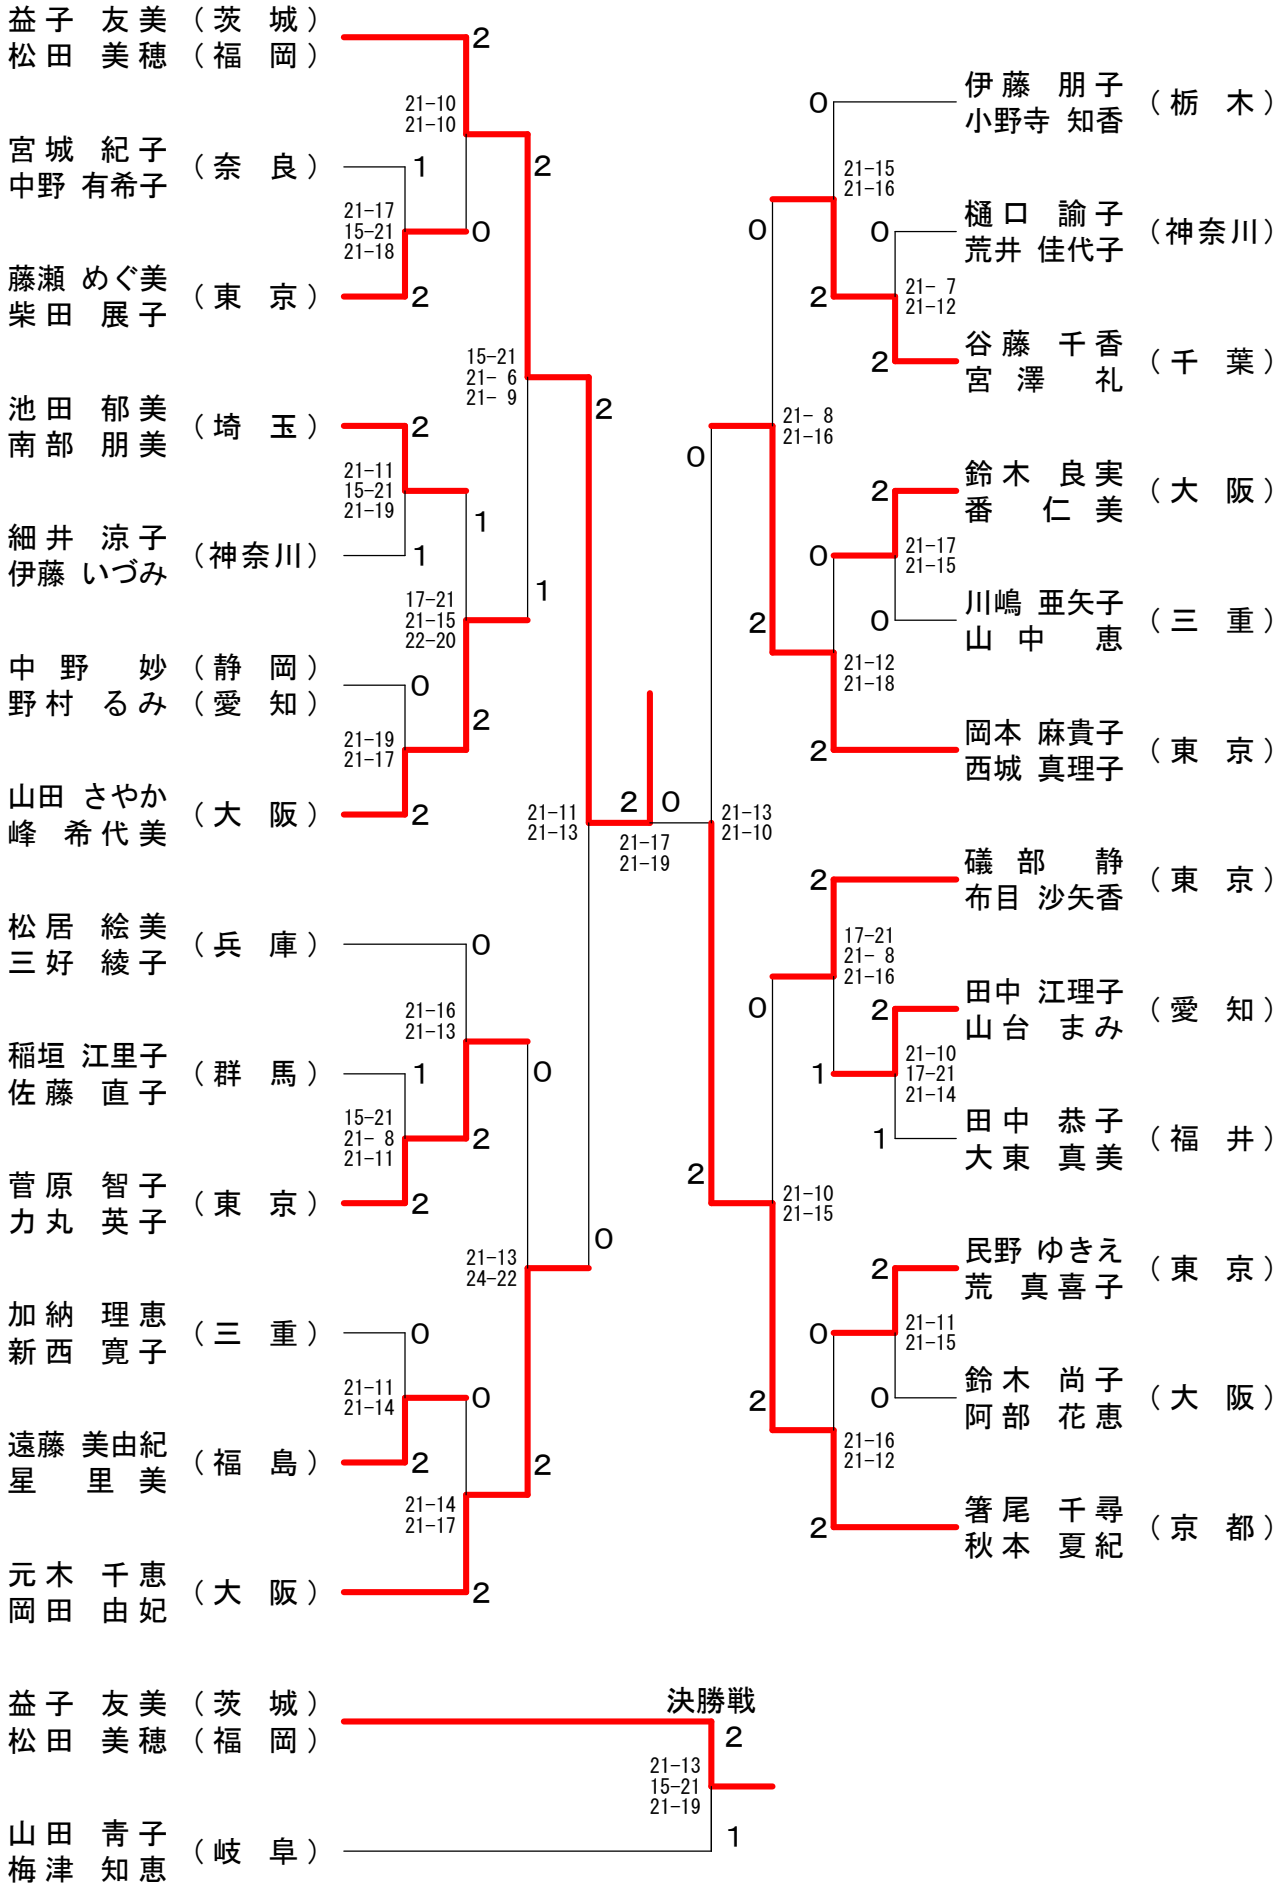 益子 友美 (茨 城)
松田 美穂 (福 岡)
2
21-10
21-10
宮城 紀子
中野 有希子
(奈 良)
1
2
21-17
15-21
21-18
0
藤瀬 めぐ美
柴田 展子
(東 京)
2
15-21
21- 6
21- 9
2
池田 郁美
南部 朋美
(埼 玉)
2
21-11
15-21
21-19
1
細井 涼子
伊藤 いづみ
(神奈川)
1
17-21
21-15
22-20
1
中野 妙 (静 岡)
野村 るみ (愛 知)
0
21-19
21-17
2
山田 さやか
峰 希代美
(大 阪)
2
21-11
21-13
2
0
21-17
21-19
松居 絵美
三好 綾子
(兵 庫)
0
21-16
21-13
稲垣 江里子
佐藤 直子
(群 馬)
1
0
15-21
21- 8
21-11
2
菅原 智子
力丸 英子
(東 京)
2
21-13
24-22
0
加納 理恵
新西 寛子
(三 重)
0
21-11
21-14
0
遠藤 美由紀
星 里美
(福 島)
2
2
21-14
21-17
元木 千恵
岡田 由妃
(大 阪)
2
0
伊藤 朋子
小野寺 知香
(栃 木)
21-15
21-16
0
0
樋口 諭子
荒井 佳代子
(神奈川)
2
21- 7
21-12
2
谷藤 千香
宮澤 礼
(千 葉)
21- 8
21-16
0
2
鈴木 良実
番 仁美
(大 阪)
0
21-17
21-15
0
川嶋 亜矢子
山中 恵
(三 重)
2
21-12
21-18
2
岡本 麻貴子
西城 真理子
(東 京)
21-13
21-10
2
礒部 静
布目 沙矢香
(東 京)
17-21
21- 8
21-16
0
2
田中 江理子
山台 まみ
(愛 知)
1
21-10
17-21
21-14
1
田中 恭子
大東 真美
(福 井)
2
21-10
21-15
2
民野 ゆきえ
荒 真喜子
(東 京)
0
21-11
21-15
0
鈴木 尚子
阿部 花恵
(大 阪)
2
21-16
21-12
2
箸尾 千尋
秋本 夏紀
(京 都)
益子 友美 (茨 城)
松田 美穂 (福 岡)
決勝戦
2
21-13
15-21
21-19
1
山田 青子
梅津 知恵
(岐 阜)